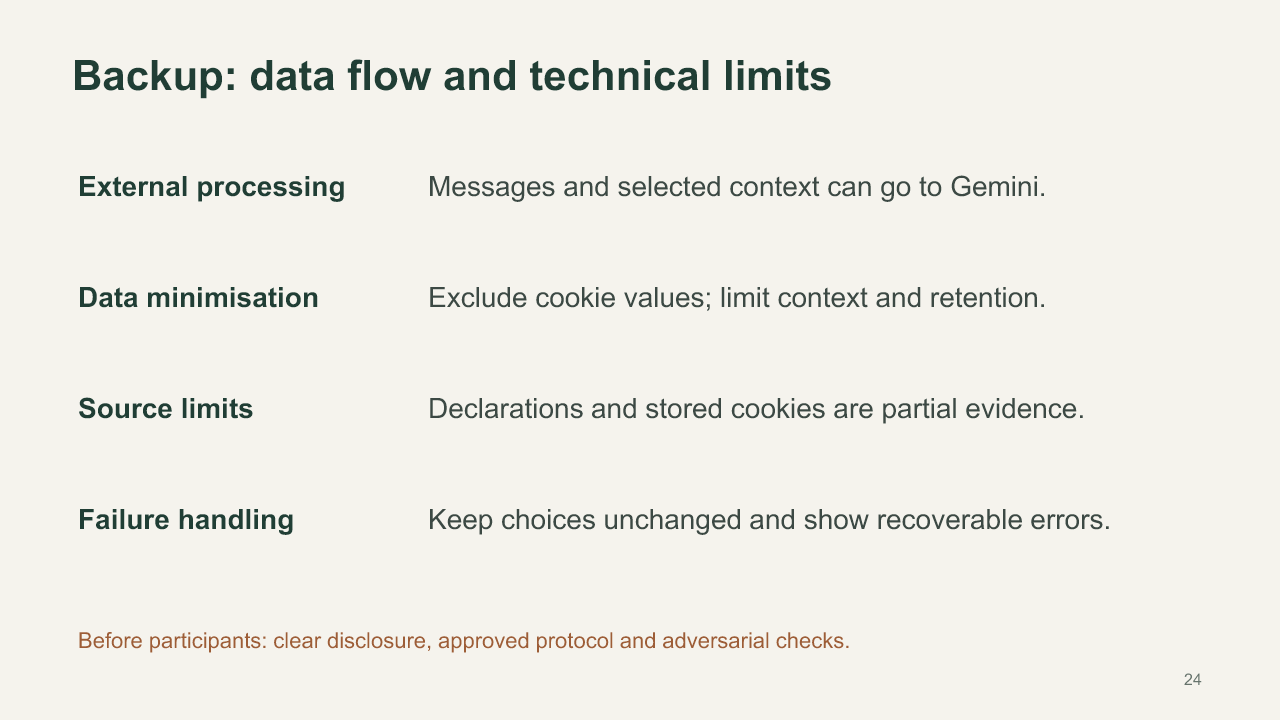 Backup: data flow and technical limits
External processing Messages and selected context can go to Gemini.
Data minimisation Exclude cookie values; limit context and retention.
Source limits Declarations and stored cookies are partial evidence.
Failure handling Keep choices unchanged and show recoverable errors.
Before participants: clear disclosure, approved protocol and adversarial checks.
24